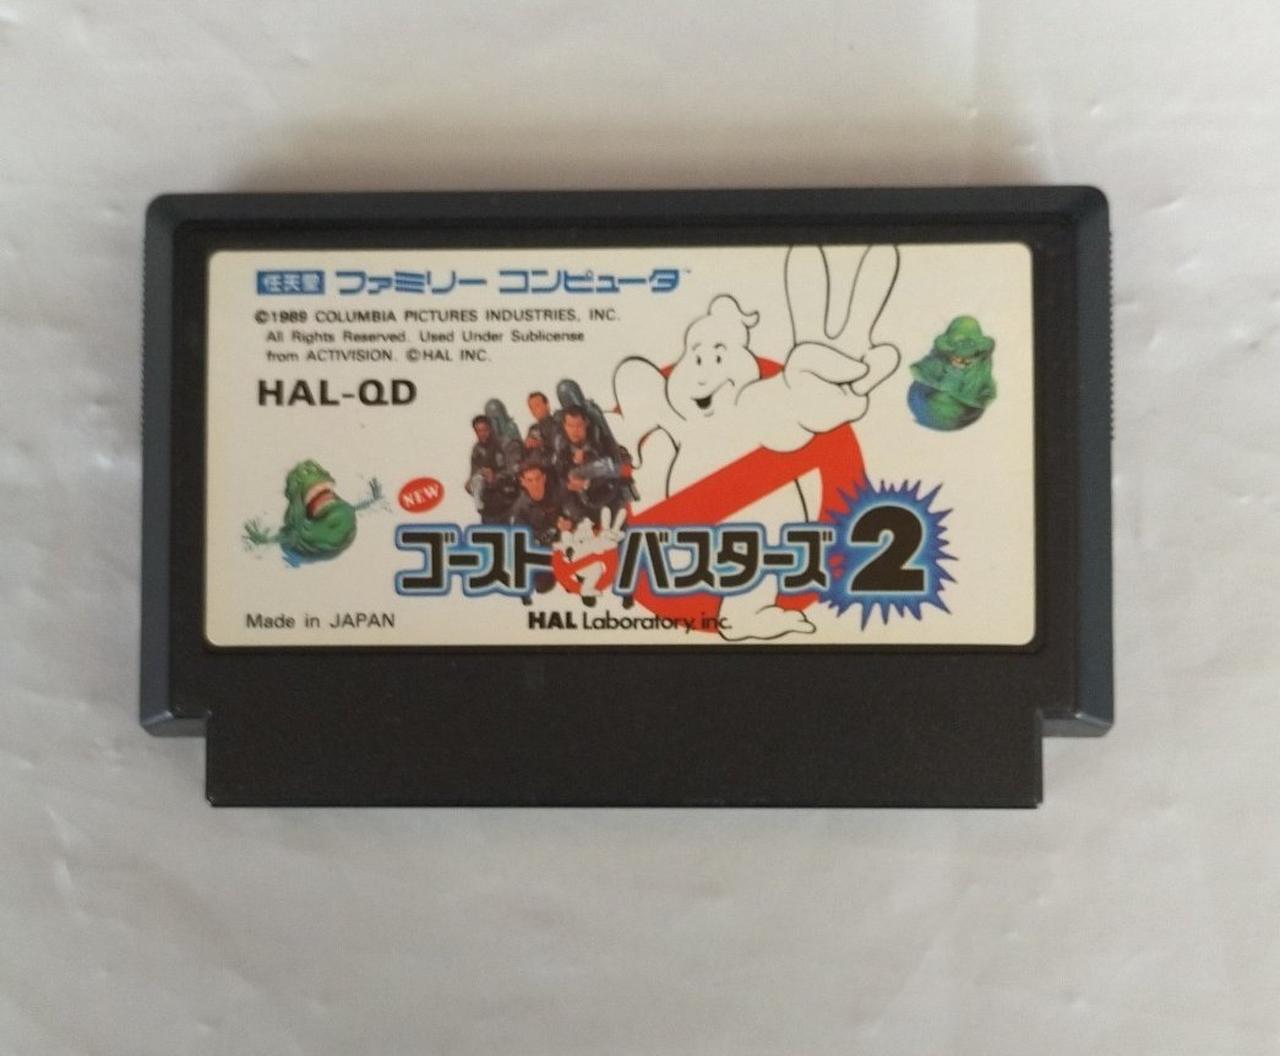 任天堂 ファミリー コンピュータ™
©1989 COLUMBIA PICTURES INDUSTRIES, INC.
All Rights Reserved. Used Under Sublicense
from ACTIVISION. ©HAL INC.
HAL-QD
NEW
ゴーストバスターズ2
Made in JAPAN
HAL Laboratory, inc.